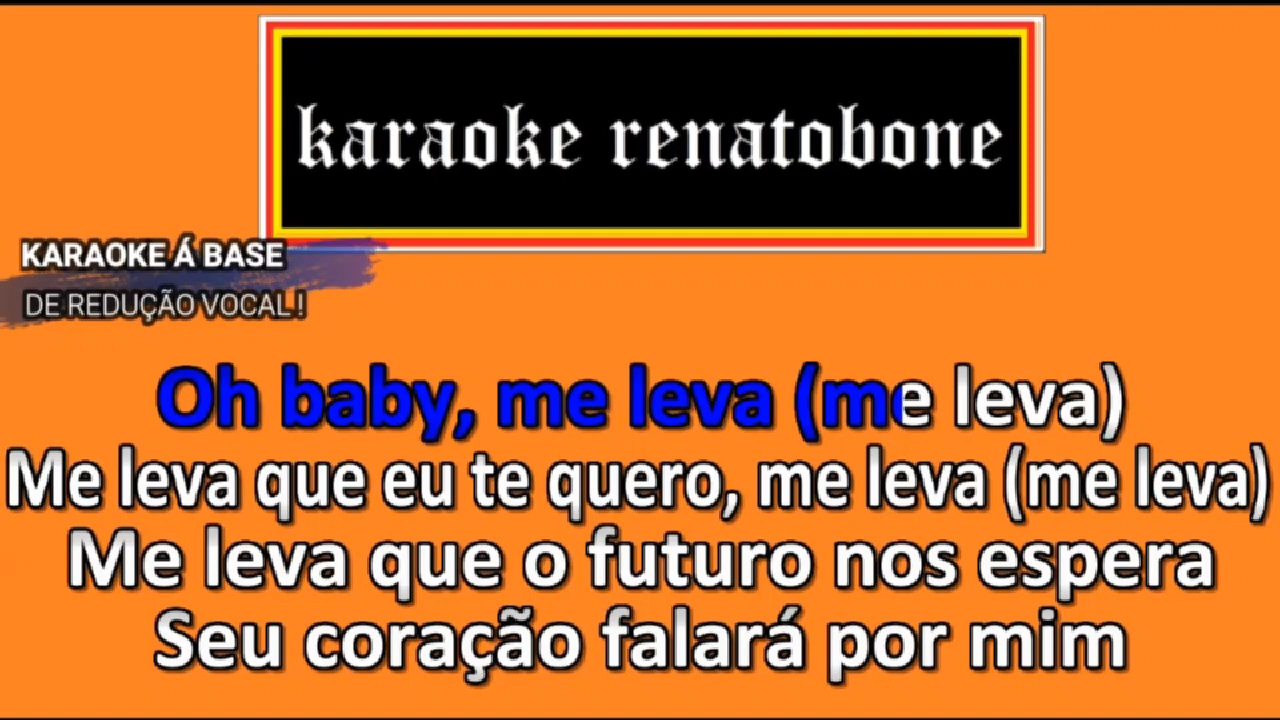 karaoke renatobone
KARAOKE Á BASE
DE REDUÇÃO VOCAL !
Oh baby, me leva (me leva)
Me leva que eu te quero, me leva (me leva)
Me leva que o futuro nos espera
Seu coração falará por mim